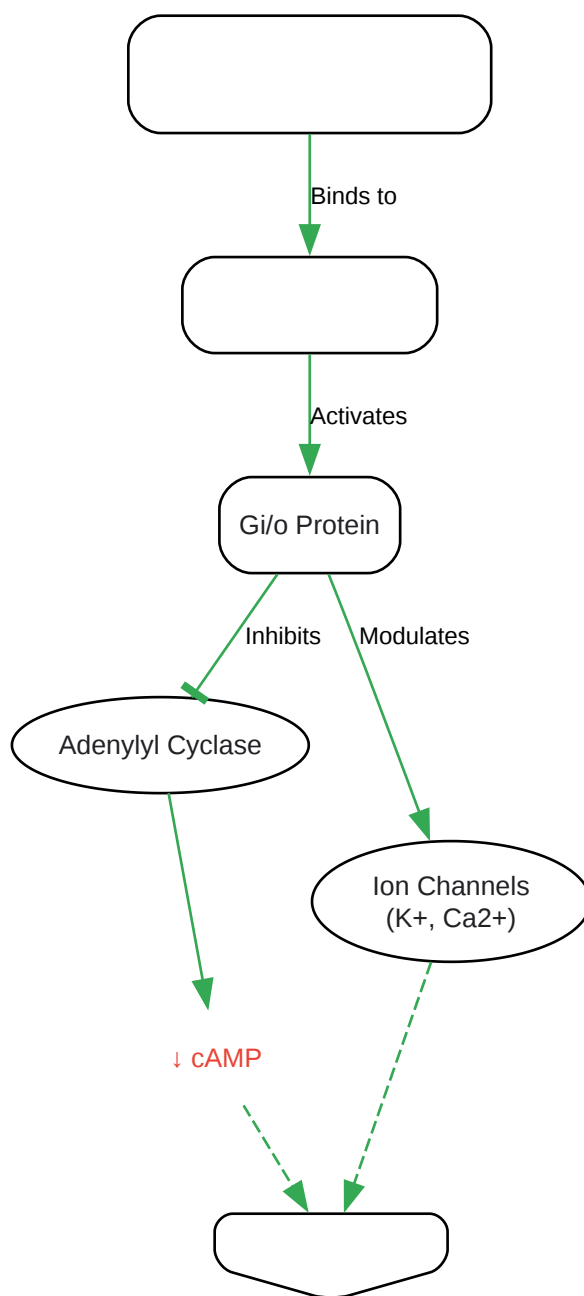 Binds to
Activates
Gi/o Protein
Inhibits
Modulates
Adenylyl Cyclase
Ion Channels
(K+, Ca2+)
↓ cAMP